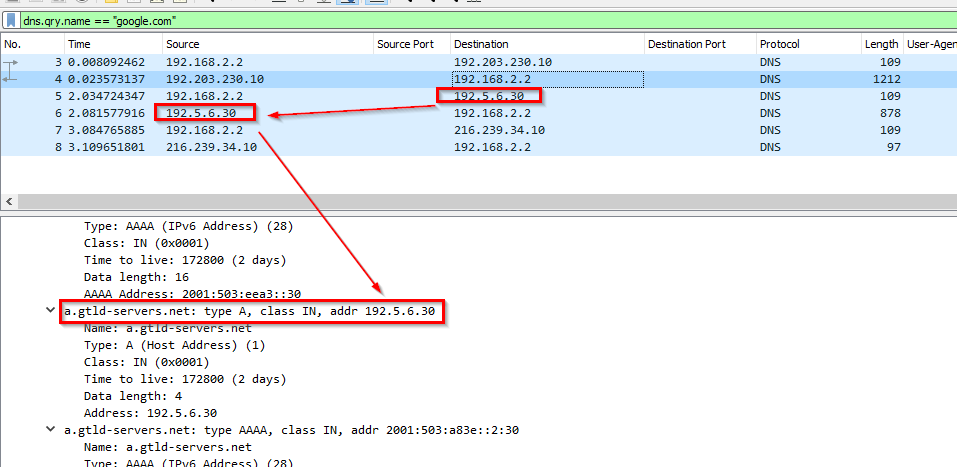 dns.qry.name == "google.com"
No. Time Source Source Port Destination Destination Port Protocol Length User-Agen
3 0.008092462 192.168.2.2 192.203.230.10 DNS 109
4 0.023573137 192.203.230.10 192.168.2.2 DNS 1212
5 2.034724347 192.168.2.2 192.5.6.30 DNS 109
6 2.081577916 192.5.6.30 192.168.2.2 DNS 878
7 3.084765885 192.168.2.2 216.239.34.10 DNS 109
8 3.109651801 216.239.34.10 192.168.2.2 DNS 97
Type: AAAA (IPv6 Address) (28)
Class: IN (0x0001)
Time to live: 172800 (2 days)
Data length: 16
AAAA Address: 2001:503:eea3::30
a.gtld-servers.net: type A, class IN, addr 192.5.6.30
Name: a.gtld-servers.net
Type: A (Host Address) (1)
Class: IN (0x0001)
Time to live: 172800 (2 days)
Data length: 4
Address: 192.5.6.30
a.gtld-servers.net: type AAAA, class IN, addr 2001:503:a83e::2:30
Name: a.gtld-servers.net
Type: AAAA (IPv6 Address) (28)